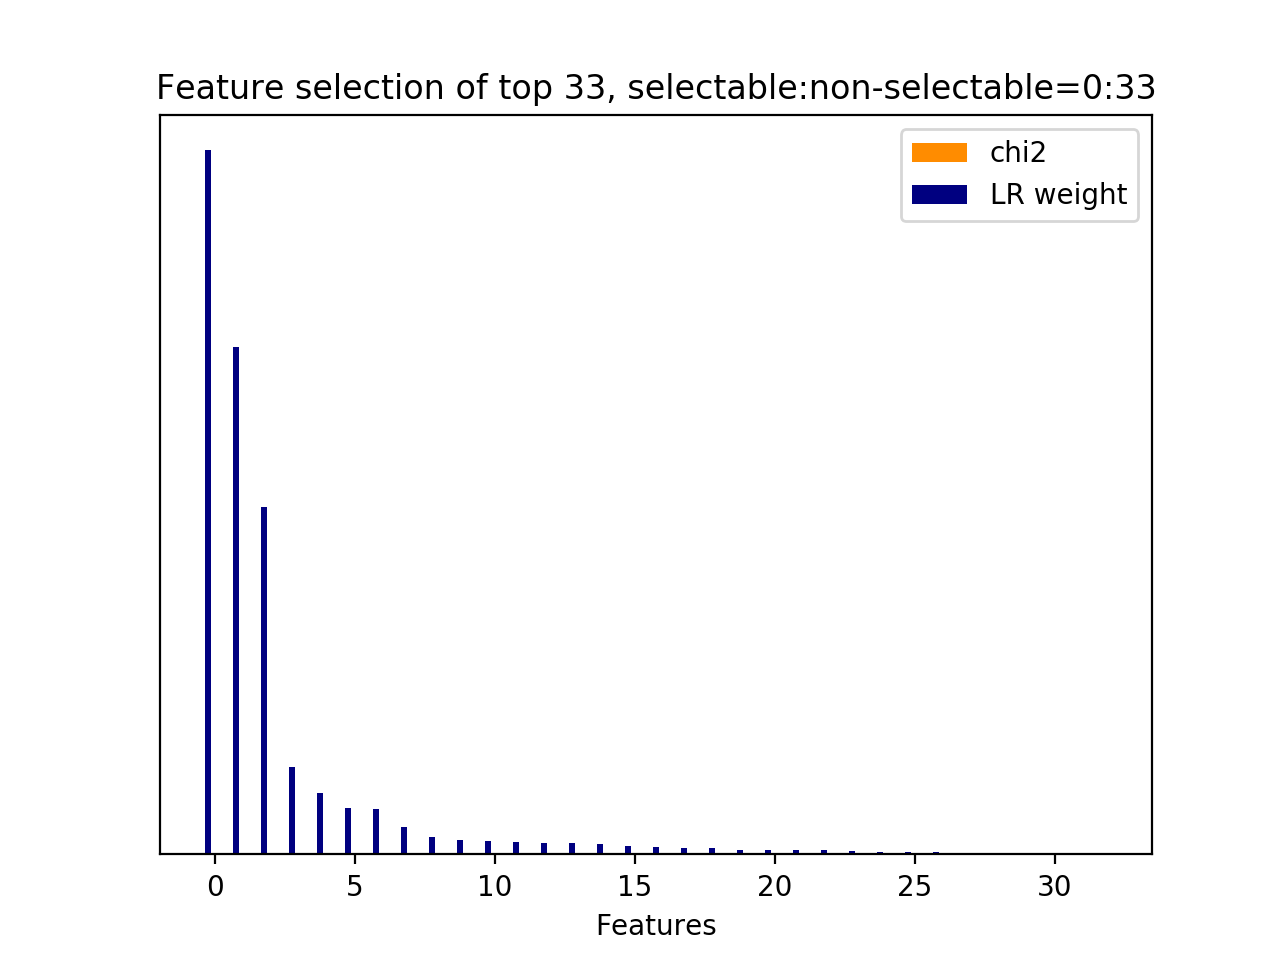 Feature selection of top 33, selectable:non-selectable=0:33
chi2
LR weight
0 5 10 15 20 25 30
Features